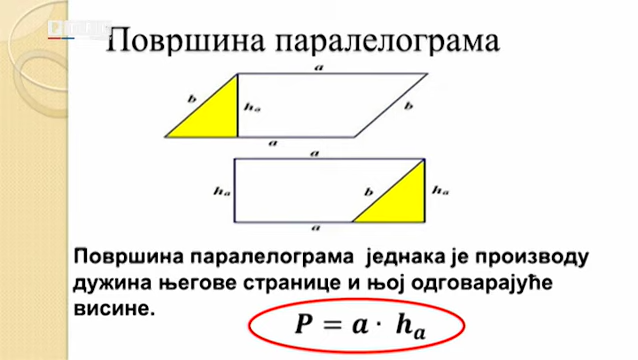 Површина паралелограма
a
b
hₐ
b
a
a
hₐ
b
hₐ
a
Површина паралелограма једнака је производу
дужина његове странице и њој одговарајуће
висине.
P = a · hₐ